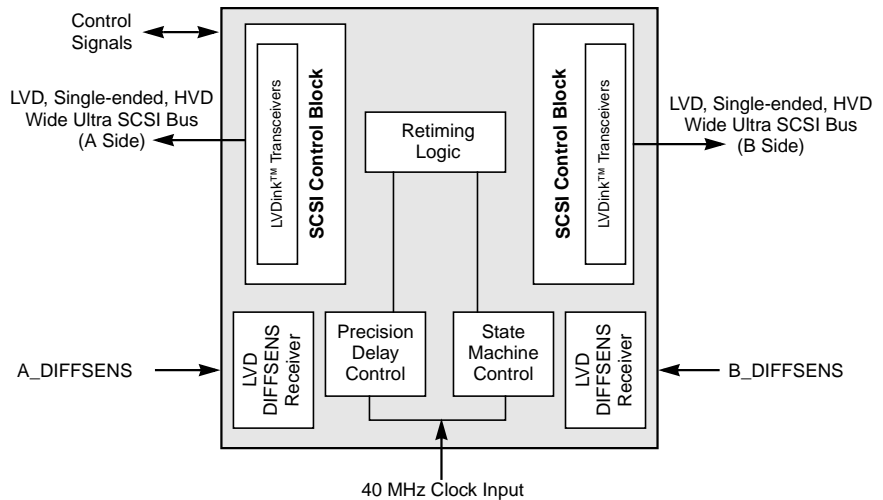 Control
Signals
LVD, Single-ended, HVD
Wide Ultra SCSI Bus
(A Side)
LVDink™ Transceivers
SCSI Control Block
Retiming
Logic
SCSI Control Block
LVDink™ Transceivers
LVD, Single-ended, HVD
Wide Ultra SCSI Bus
(B Side)
A_DIFFSENS
LVD
DIFFSENS
Receiver
Precision
Delay
Control
State
Machine
Control
LVD
DIFFSENS
Receiver
B_DIFFSENS
40 MHz Clock Input